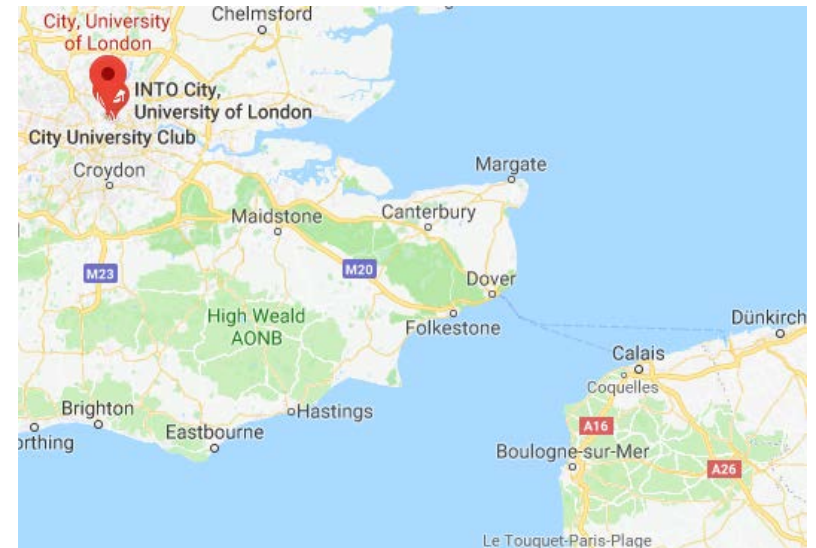 Chelmsford
City, University
of London
INTO City,
University of London
City University Club
Croydon
Margate
Maidstone
Canterbury
M23
M20
Dover
High Weald
AONB
Folkestone
Dünkirch
Calais
Coquelles
Brighton
Hastings
orthing
Eastbourne
A16
Boulogne-sur-Mer
A26
Le Touquet-Paris-Plage